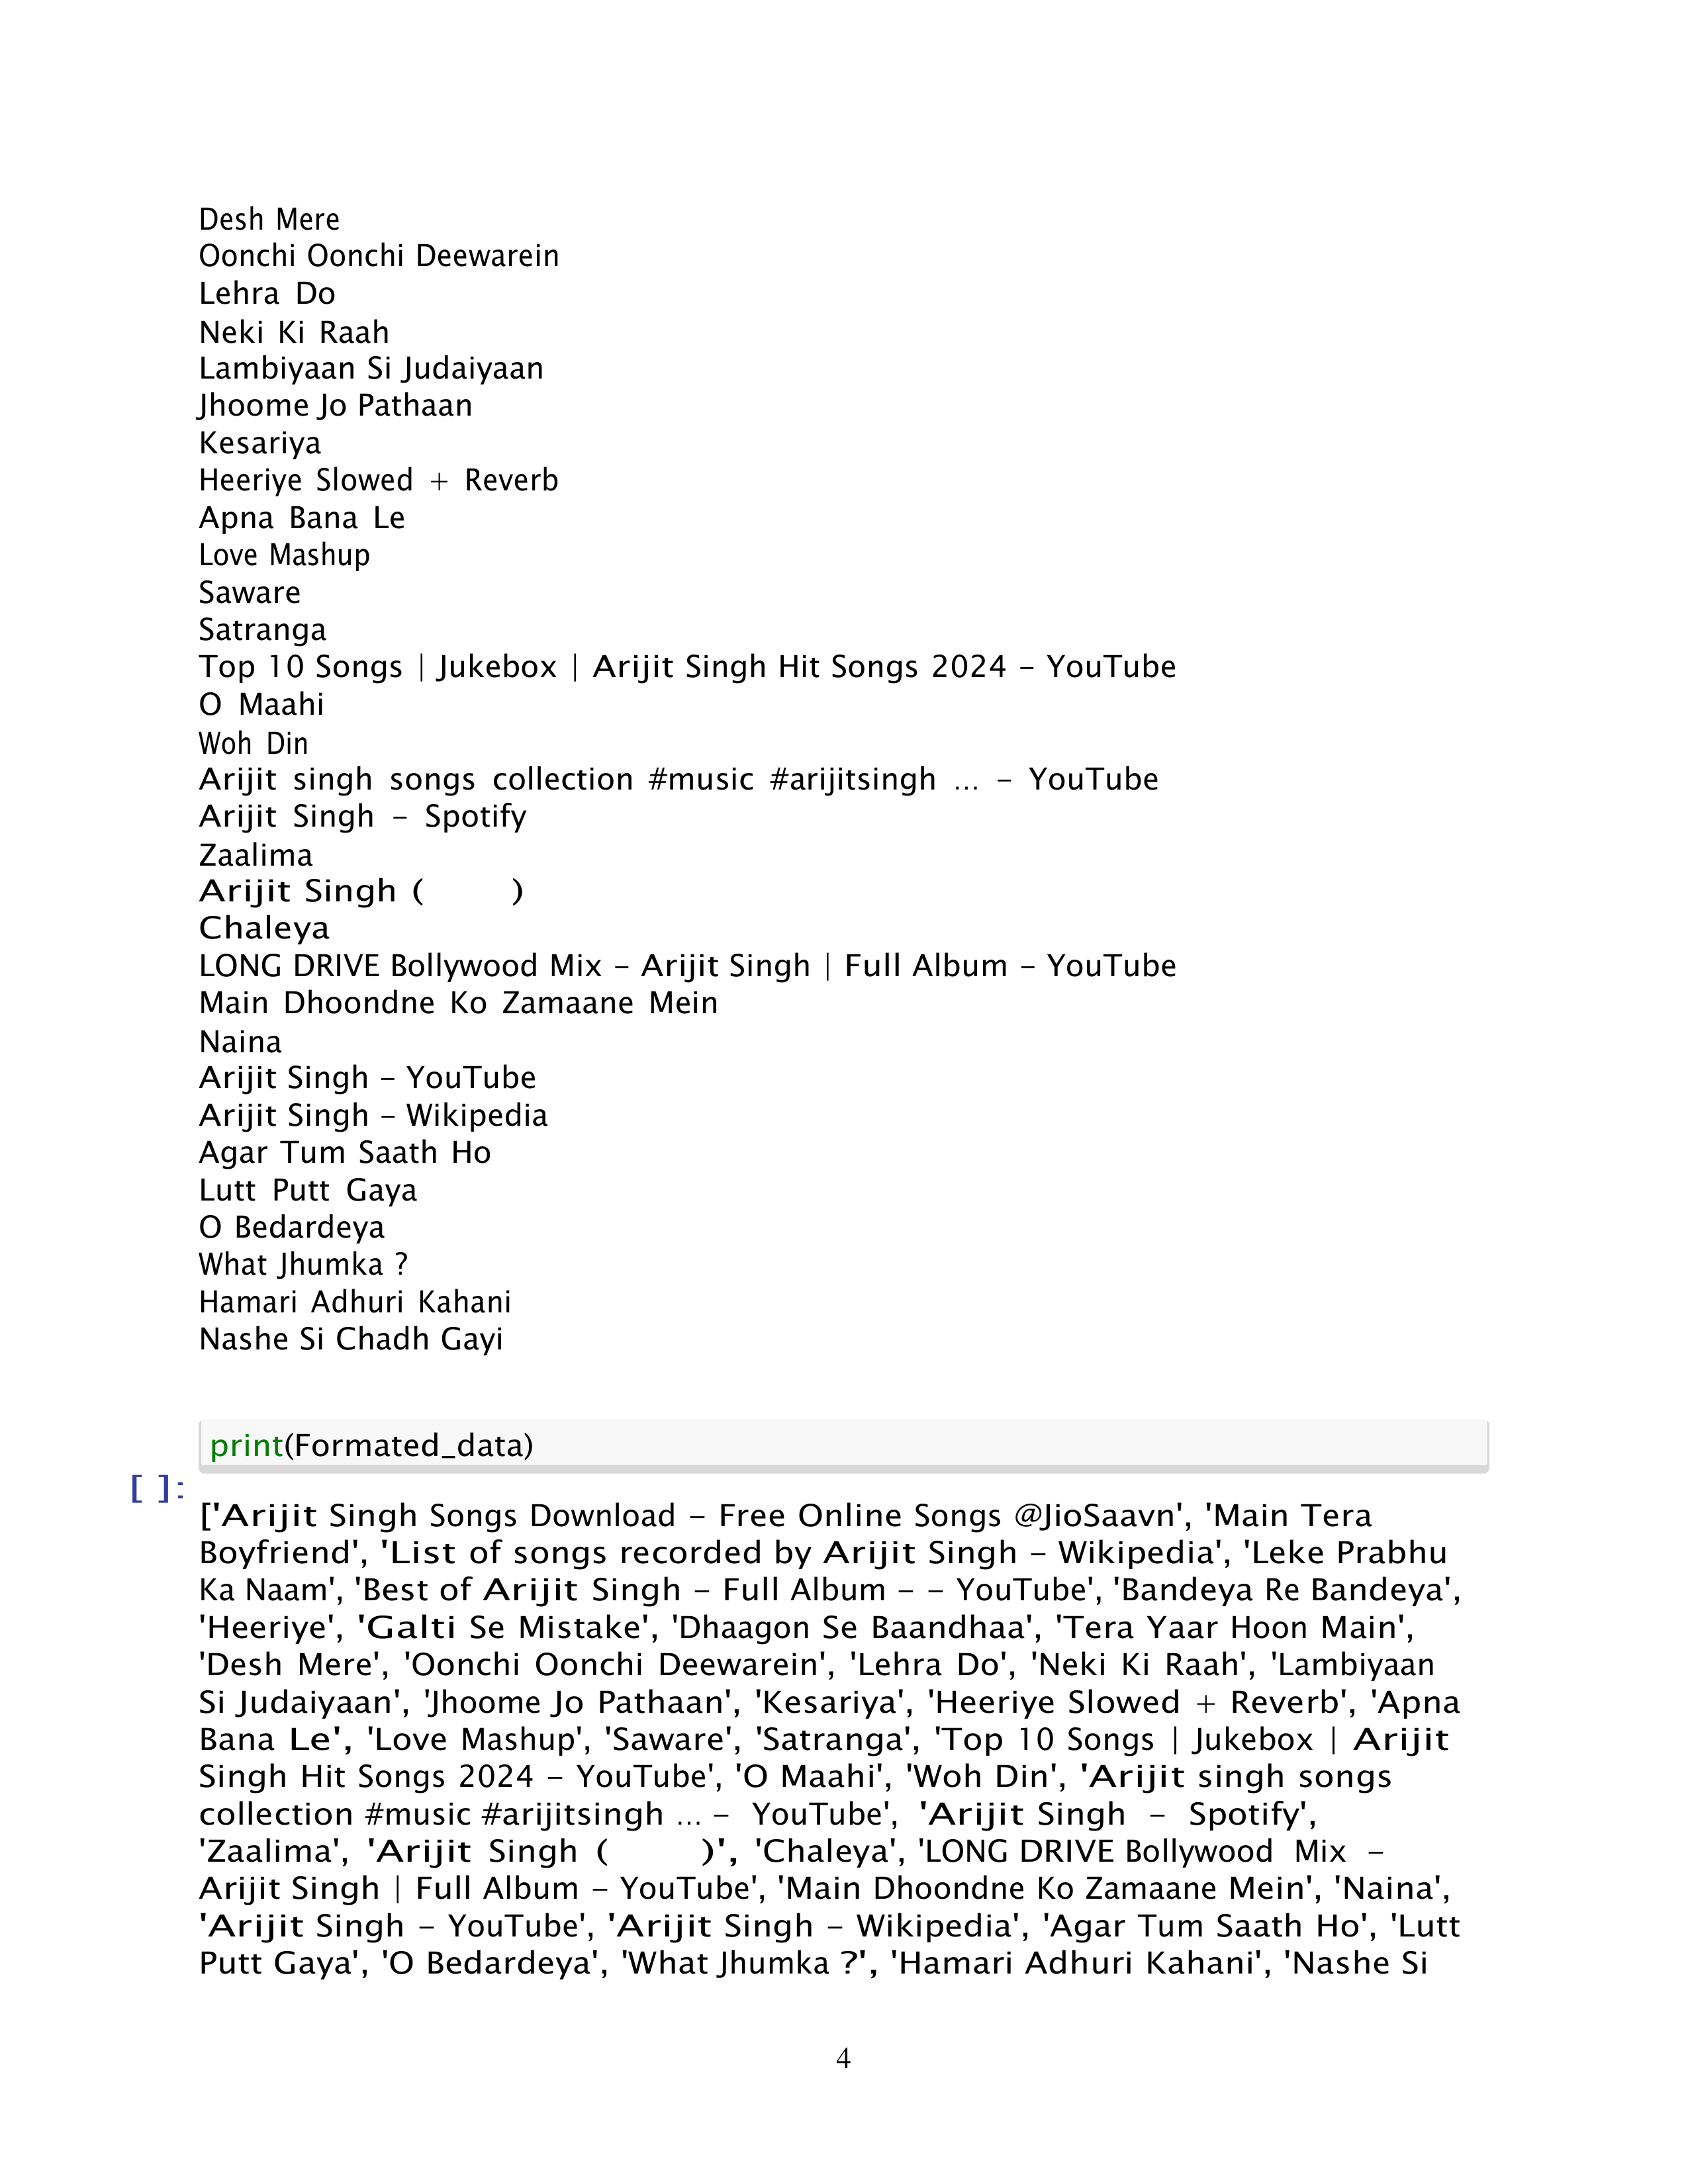 Desh Mere
Oonchi Oonchi Deewarein
Lehra Do
Neki Ki Raah
Lambiyaan Si Judaiyaan
Jhoome Jo Pathaan
Kesariya
Heeriye Slowed + Reverb
Apna Bana Le
Love Mashup
Saware
Satranga
Top 10 Songs | Jukebox | Arijit Singh Hit Songs 2024 – YouTube
O Maahi
Woh Din
Arijit singh songs collection #music #arijitsingh … – YouTube
Arijit Singh – Spotify
Zaalima
Arijit Singh ( )
Chaleya
LONG DRIVE Bollywood Mix – Arijit Singh | Full Album – YouTube
Main Dhoondne Ko Zamaane Mein
Naina
Arijit Singh – YouTube
Arijit Singh – Wikipedia
Agar Tum Saath Ho
Lutt Putt Gaya
O Bedardeya
What Jhumka ?
Hamari Adhuri Kahani
Nashe Si Chadh Gayi
print(Formated_data)
[ ]:
['Arijit Singh Songs Download – Free Online Songs @JioSaavn', 'Main Tera
Boyfriend', 'List of songs recorded by Arijit Singh – Wikipedia', 'Leke Prabhu
Ka Naam', 'Best of Arijit Singh – Full Album – – YouTube', 'Bandeya Re Bandeya',
'Heeriye', 'Galti Se Mistake', 'Dhaagon Se Baandhaa', 'Tera Yaar Hoon Main',
'Desh Mere', 'Oonchi Oonchi Deewarein', 'Lehra Do', 'Neki Ki Raah', 'Lambiyaan
Si Judaiyaan', 'Jhoome Jo Pathaan', 'Kesariya', 'Heeriye Slowed + Reverb', 'Apna
Bana Le', 'Love Mashup', 'Saware', 'Satranga', 'Top 10 Songs | Jukebox | Arijit
Singh Hit Songs 2024 – YouTube', 'O Maahi', 'Woh Din', 'Arijit singh songs
collection #music #arijitsingh … – YouTube', 'Arijit Singh – Spotify',
'Zaalima', 'Arijit Singh ( )', 'Chaleya', 'LONG DRIVE Bollywood Mix –
Arijit Singh | Full Album – YouTube', 'Main Dhoondne Ko Zamaane Mein', 'Naina',
'Arijit Singh – YouTube', 'Arijit Singh – Wikipedia', 'Agar Tum Saath Ho', 'Lutt
Putt Gaya', 'O Bedardeya', 'What Jhumka ?', 'Hamari Adhuri Kahani', 'Nashe Si
4